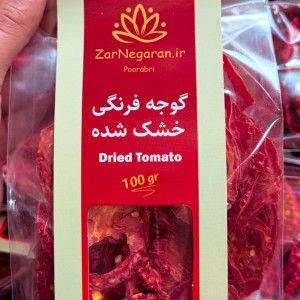 ZarNegaran.ir
Poorabri
گوجه فرنگی
خشک شده
Dried Tomato
100 gr